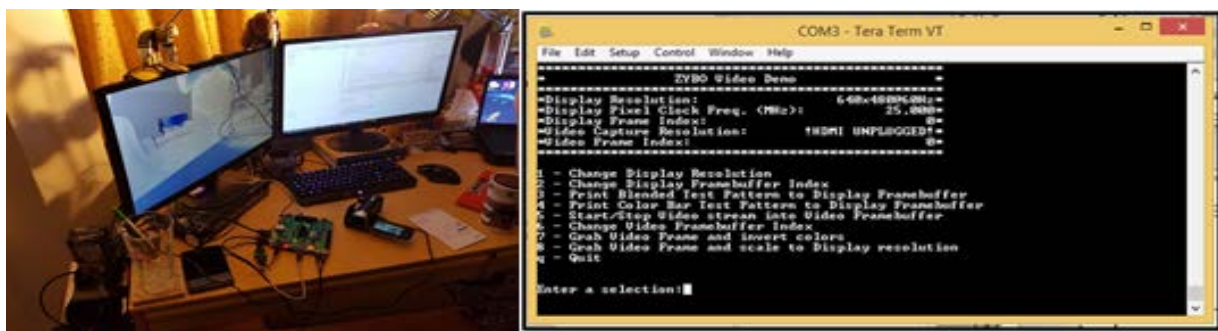 COM3 - Tera Term VT
File Edit Setup Control Window Help
ZYBO Video Demo
*Display Resolution: 640x480@60Hz*
*Display Pixel Clock Freq. (MHz): 25.000*
*Display Frame Index: 0*
*Video Capture Resolution: !HDMI UNPLUGGED!*
*Video Frame Index: 0*
1 - Change Display Resolution
2 - Change Display Framebuffer Index
3 - Print Blended Test Pattern to Display Framebuffer
4 - Print Color Bar Test Pattern to Display Framebuffer
5 - Start/Stop Video stream into Video Framebuffer
6 - Change Video Framebuffer Index
7 - Grab Video Frame and invert colors
8 - Grab Video Frame and scale to Display resolution
q - Quit
Enter a selection: